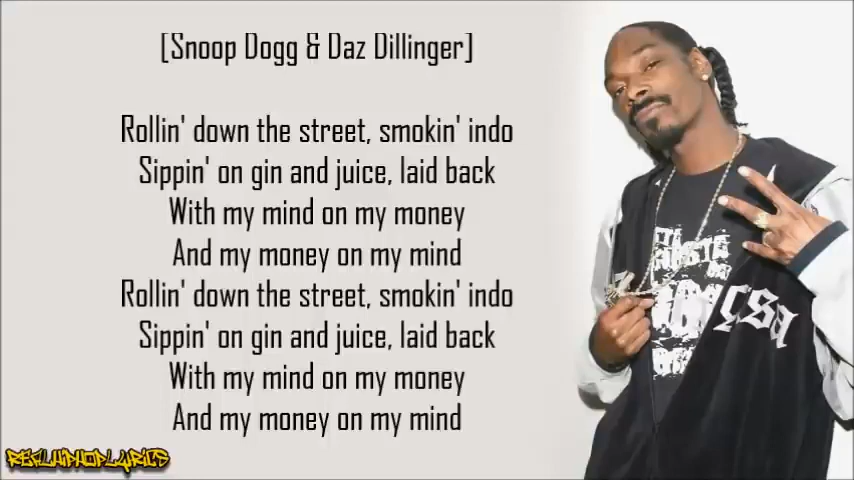 [Snoop Dogg & Daz Dillinger]
Rollin' down the street, smokin' indo
Sippin' on gin and juice, laid back
With my mind on my money
And my money on my mind
Rollin' down the street, smokin' indo
Sippin' on gin and juice, laid back
With my mind on my money
And my money on my mind
REALHIPHOPLYRICS